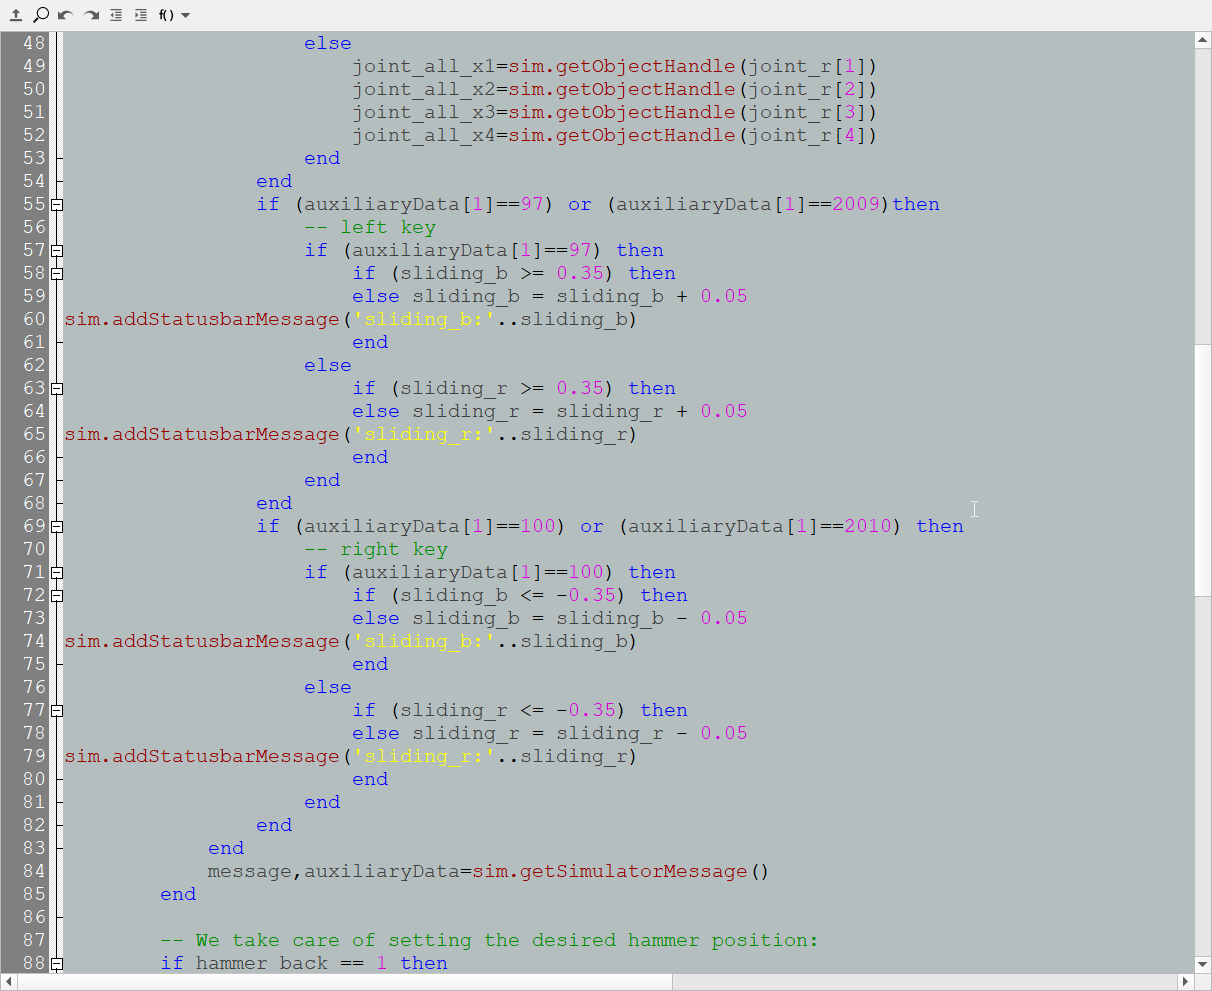 f()
48                     else
49                         joint_all_x1=sim.getObjectHandle(joint_r[1])
50                         joint_all_x2=sim.getObjectHandle(joint_r[2])
51                         joint_all_x3=sim.getObjectHandle(joint_r[3])
52                         joint_all_x4=sim.getObjectHandle(joint_r[4])
53                     end
54                 end
55                 if (auxiliaryData[1]==97) or (auxiliaryData[1]==2009)then
56                     -- left key
57                     if (auxiliaryData[1]==97) then
58                         if (sliding_b >= 0.35) then
59                         else sliding_b = sliding_b + 0.05
60 sim.addStatusbarMessage('sliding_b:'..sliding_b)
61                         end
62                     else
63                         if (sliding_r >= 0.35) then
64                         else sliding_r = sliding_r + 0.05
65 sim.addStatusbarMessage('sliding_r:'..sliding_r)
66                         end
67                     end
68                 end
69                 if (auxiliaryData[1]==100) or (auxiliaryData[1]==2010) then
70                     -- right key
71                     if (auxiliaryData[1]==100) then
72                         if (sliding_b <= -0.35) then
73                         else sliding_b = sliding_b - 0.05
74 sim.addStatusbarMessage('sliding_b:'..sliding_b)
75                         end
76                     else
77                         if (sliding_r <= -0.35) then
78                         else sliding_r = sliding_r - 0.05
79 sim.addStatusbarMessage('sliding_r:'..sliding_r)
80                         end
81                     end
82                 end
83             end
84             message,auxiliaryData=sim.getSimulatorMessage()
85         end
86
87         -- We take care of setting the desired hammer position:
88         if hammer_back == 1 then